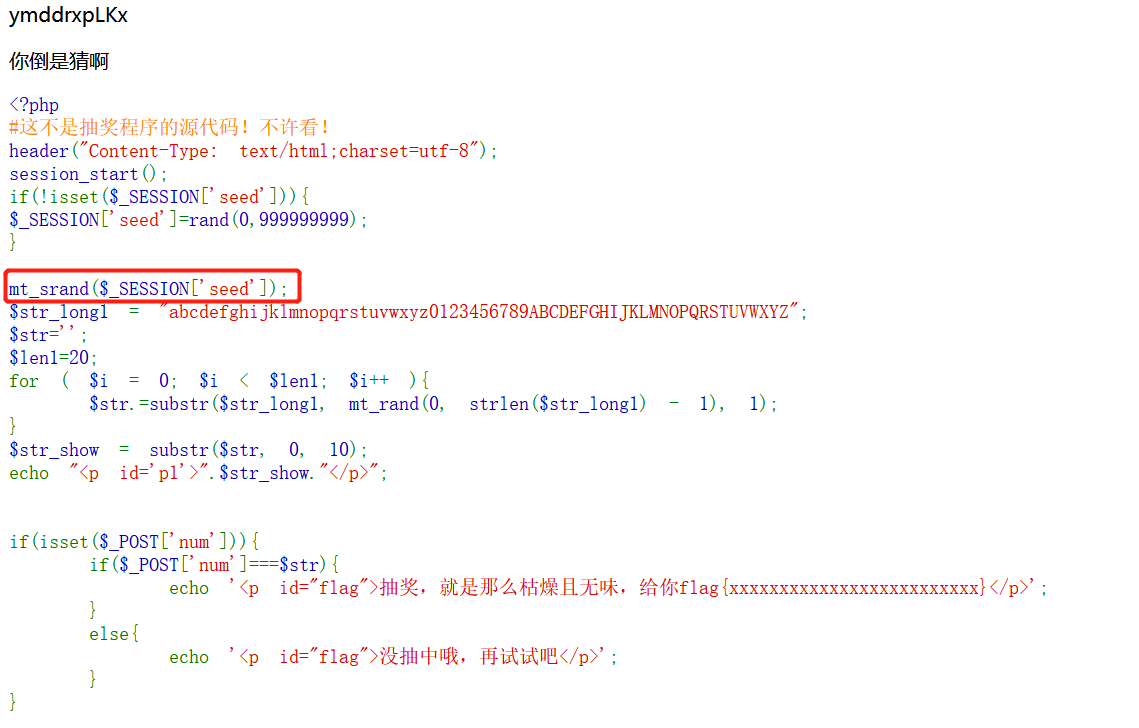 ymddrxpLKx
你倒是猜啊
<?php
#这不是抽奖程序的源代码！不许看！
header("Content-Type: text/html;charset=utf-8");
session_start();
if(!isset($_SESSION['seed'])){
$_SESSION['seed']=rand(0,999999999);
}
mt_srand($_SESSION['seed']);
$str_long1 = "abcdefghijklmnopqrstuvwxyz0123456789ABCDEFGHIJKLMNOPQRSTUVWXYZ";
$str='';
$len1=20;
for ( $i = 0; $i < $len1; $i++ ){
$str.=substr($str_long1, mt_rand(0, strlen($str_long1) - 1), 1);
}
$str_show = substr($str, 0, 10);
echo "<p id='p1'>".$str_show."</p>";
if(isset($_POST['num'])){
if($_POST['num']===$str){
echo '<p id="flag">抽奖，就是那么枯燥且无味，给你flag{xxxxxxxxxxxxxxxxxxxxxxxxx}</p>';
}
else{
echo '<p id="flag">没抽中哦，再试试吧</p>';
}
}